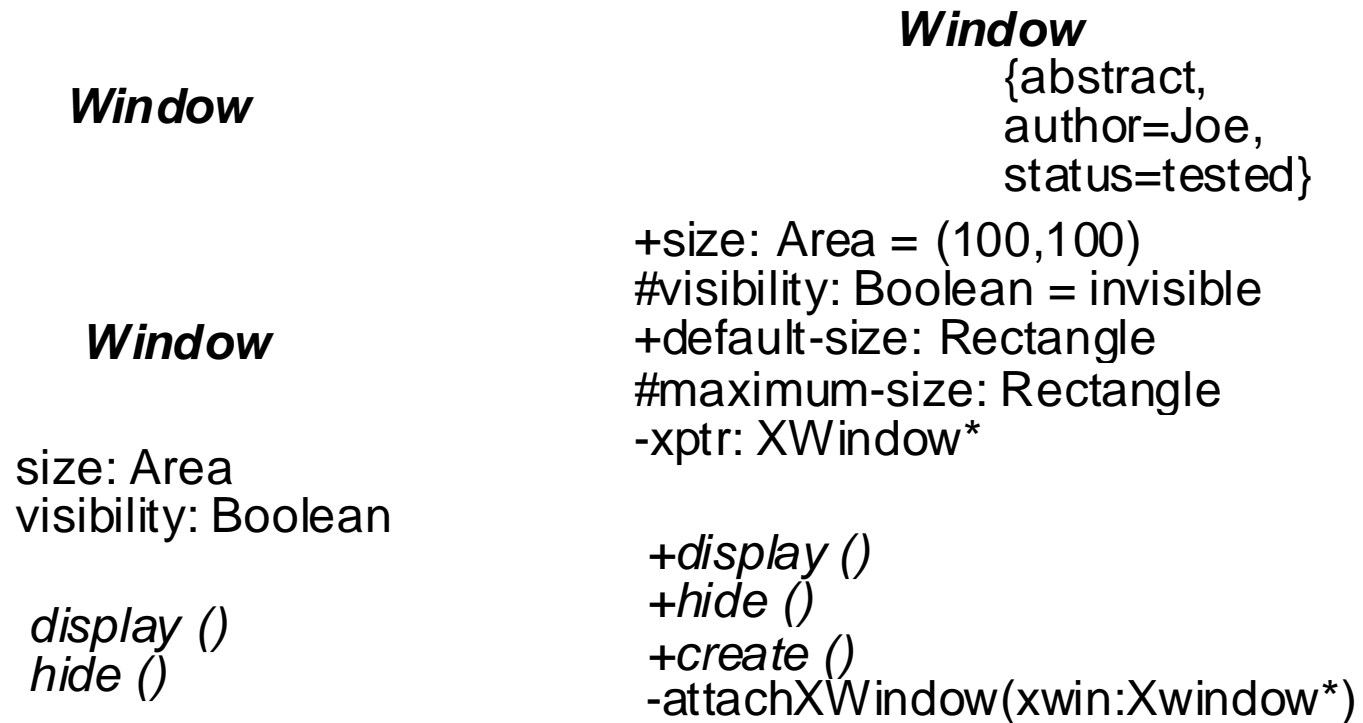 Window
Window
size: Area
visibility: Boolean
display ()
hide ()
Window
{abstract,
author=Joe,
status=tested}
+size: Area = (100,100)
#visibility: Boolean = invisible
+default-size: Rectangle
#maximum-size: Rectangle
-xptr: XWindow*
+display ()
+hide ()
+create ()
-attachXWindow(xwin:Xwindow*)